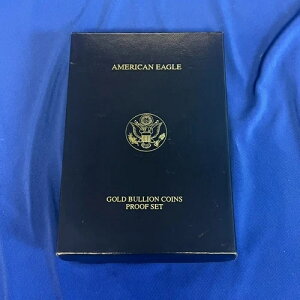 AMERICAN EAGLE
GOLD BULLION COINS
PROOF SET